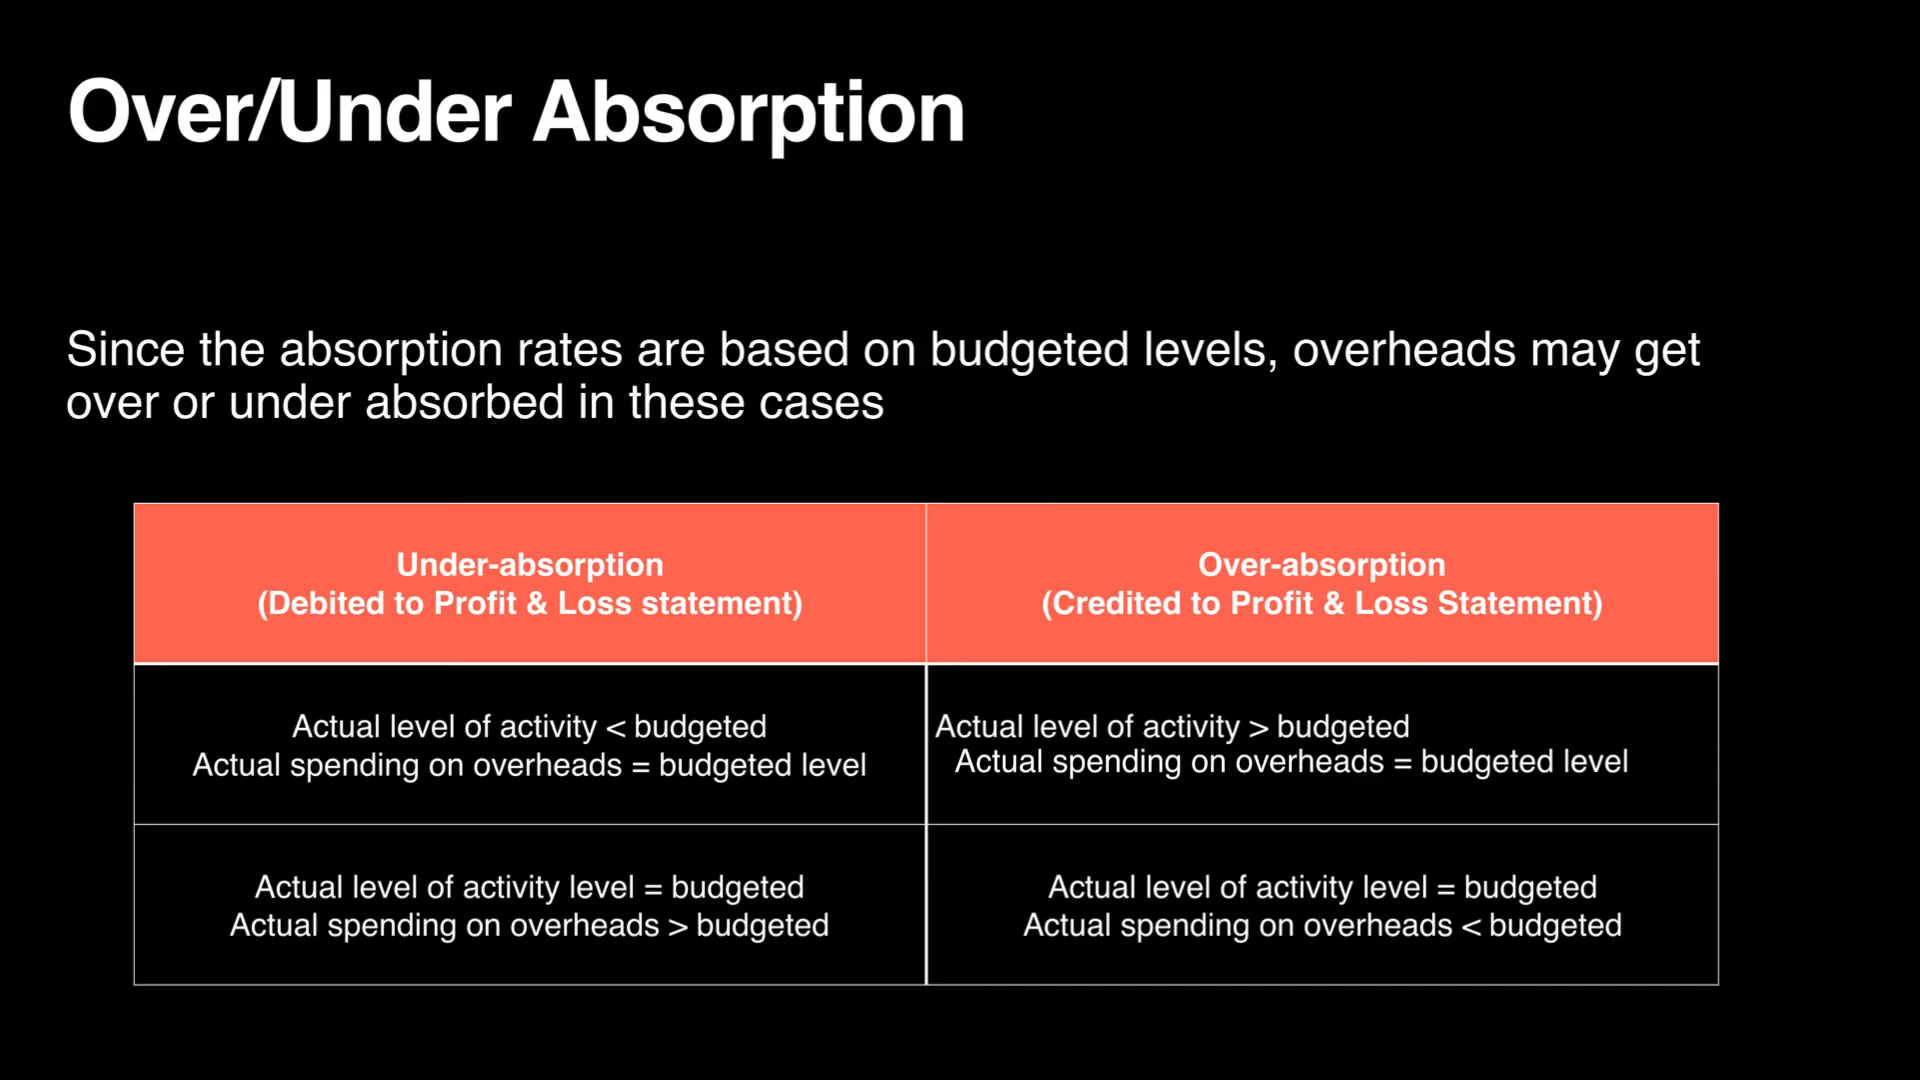 Over/Under Absorption
Since the absorption rates are based on budgeted levels, overheads may get
over or under absorbed in these cases
Under-absorption
(Debited to Profit & Loss statement)
Over-absorption
(Credited to Profit & Loss Statement)
Actual level of activity < budgeted
Actual spending on overheads = budgeted level
Actual level of activity > budgeted
Actual spending on overheads = budgeted level
Actual level of activity level = budgeted
Actual spending on overheads > budgeted
Actual level of activity level = budgeted
Actual spending on overheads < budgeted